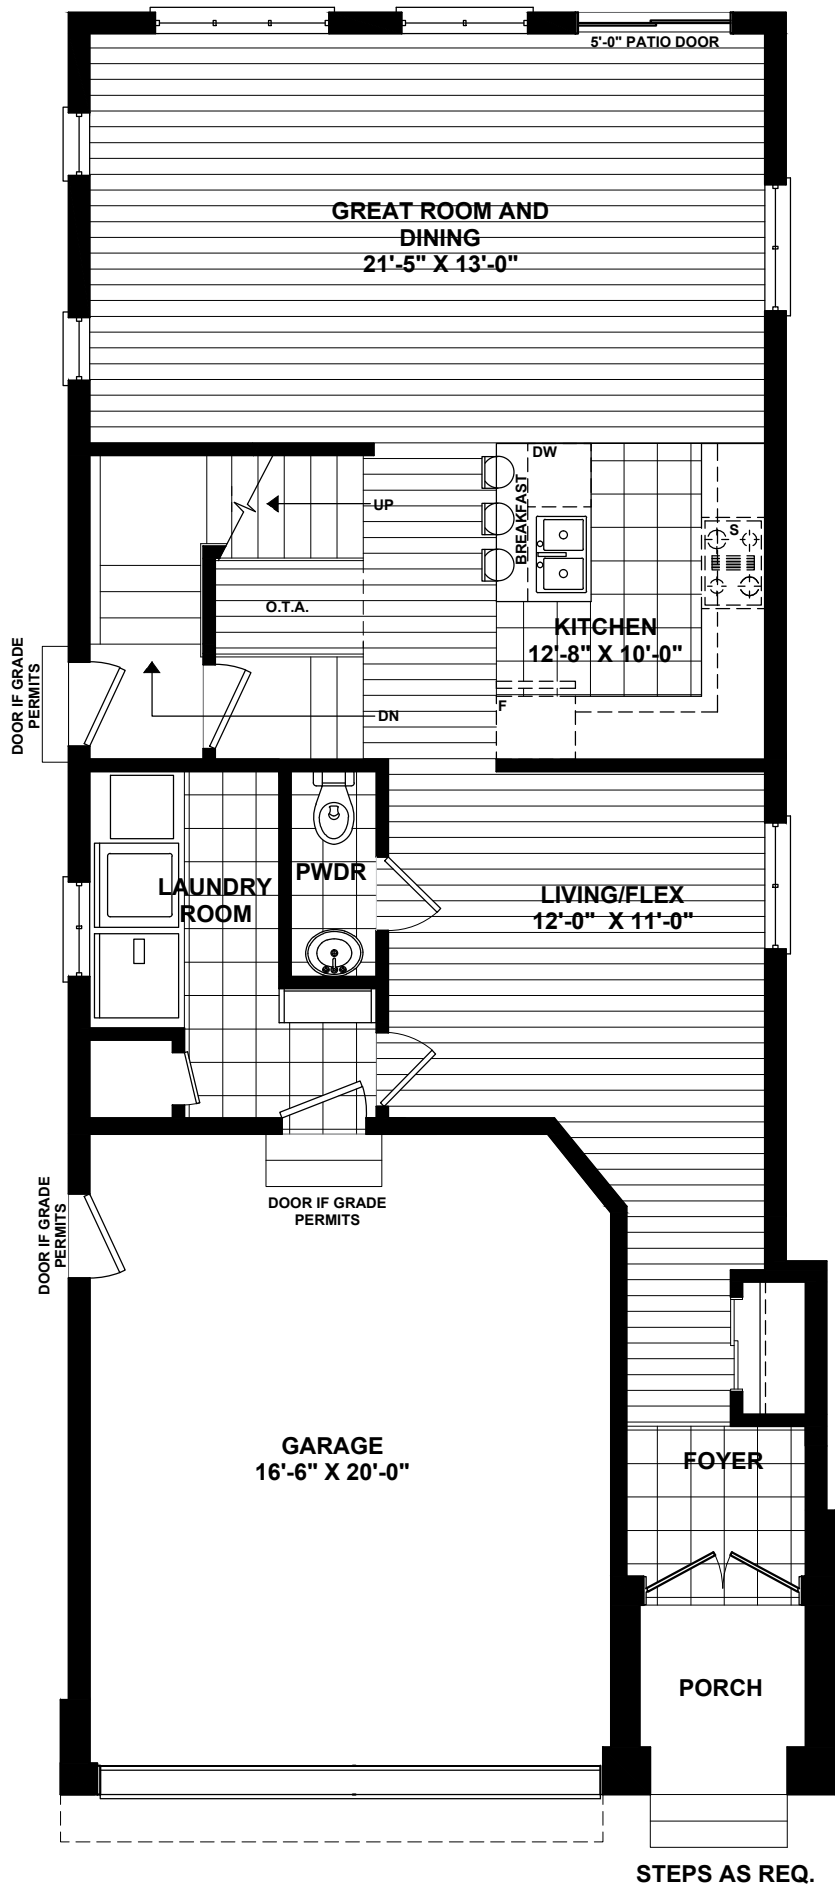 5'-0" PATIO DOOR
GREAT ROOM AND
DINING
21'-5" X 13'-0"
DW
UP
BREAKFAST
S
O.T.A.
KITCHEN
12'-8" X 10'-0"
DOOR IF GRADE
PERMITS
F
DN
PWDR
LAUNDRY
ROOM
LIVING/FLEX
12'-0" X 11'-0"
DOOR IF GRADE
PERMITS
DOOR IF GRADE
PERMITS
GARAGE
16'-6" X 20'-0"
FOYER
PORCH
STEPS AS REQ.